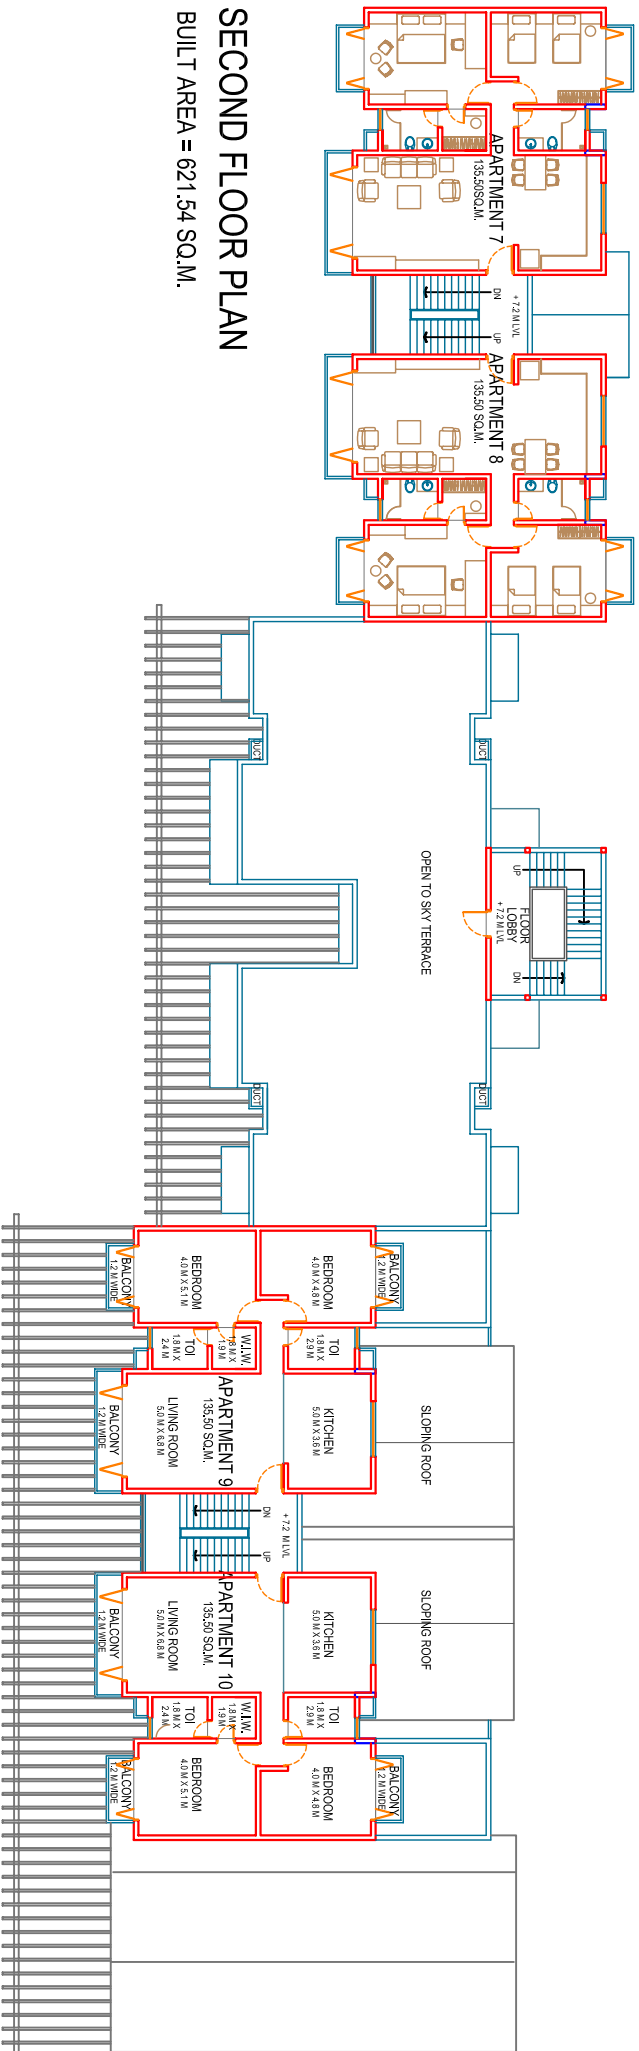 SECOND FLOOR PLAN
BUILT AREA = 621.54 SQ.M.
APARTMENT 7
135.50SQ.M.
DN
+ 7.2 M LVL
UP
APARTMENT 8
135.50 SQ.M.
DUCT
DUCT
OPEN TO SKY TERRACE
UP
FLOOR
LOBBY
+ 7.2 M LVL
DN
DUCT
DUCT
BALCONY
1.2 M WIDE
BEDROOM
4.0 M X 4.8 M
BEDROOM
4.0 M X 5.1 M
BALCONY
1.2 M WIDE
TOI
1.8 M X
2.9 M
W.I.W.
1.8 M X
1.9 M
TOI
1.8 M X
2.4 M
APARTMENT 9
135.50 SQ.M.
KITCHEN
5.0 M X 3.6 M
LIVING ROOM
5.0 M X 6.8 M
BALCONY
1.2 M WIDE
SLOPING ROOF
DN
+ 7.2 M LVL
UP
SLOPING ROOF
APARTMENT 10
135.50 SQ.M.
KITCHEN
5.0 M X 3.6 M
LIVING ROOM
5.0 M X 6.8 M
BALCONY
1.2 M WIDE
TOI
1.8 M X
2.9 M
W.I.W.
1.8 M X
1.9 M
TOI
1.8 M X
2.4 M
BALCONY
1.2 M WIDE
BEDROOM
4.0 M X 4.8 M
BEDROOM
4.0 M X 5.1 M
BALCONY
1.2 M WIDE